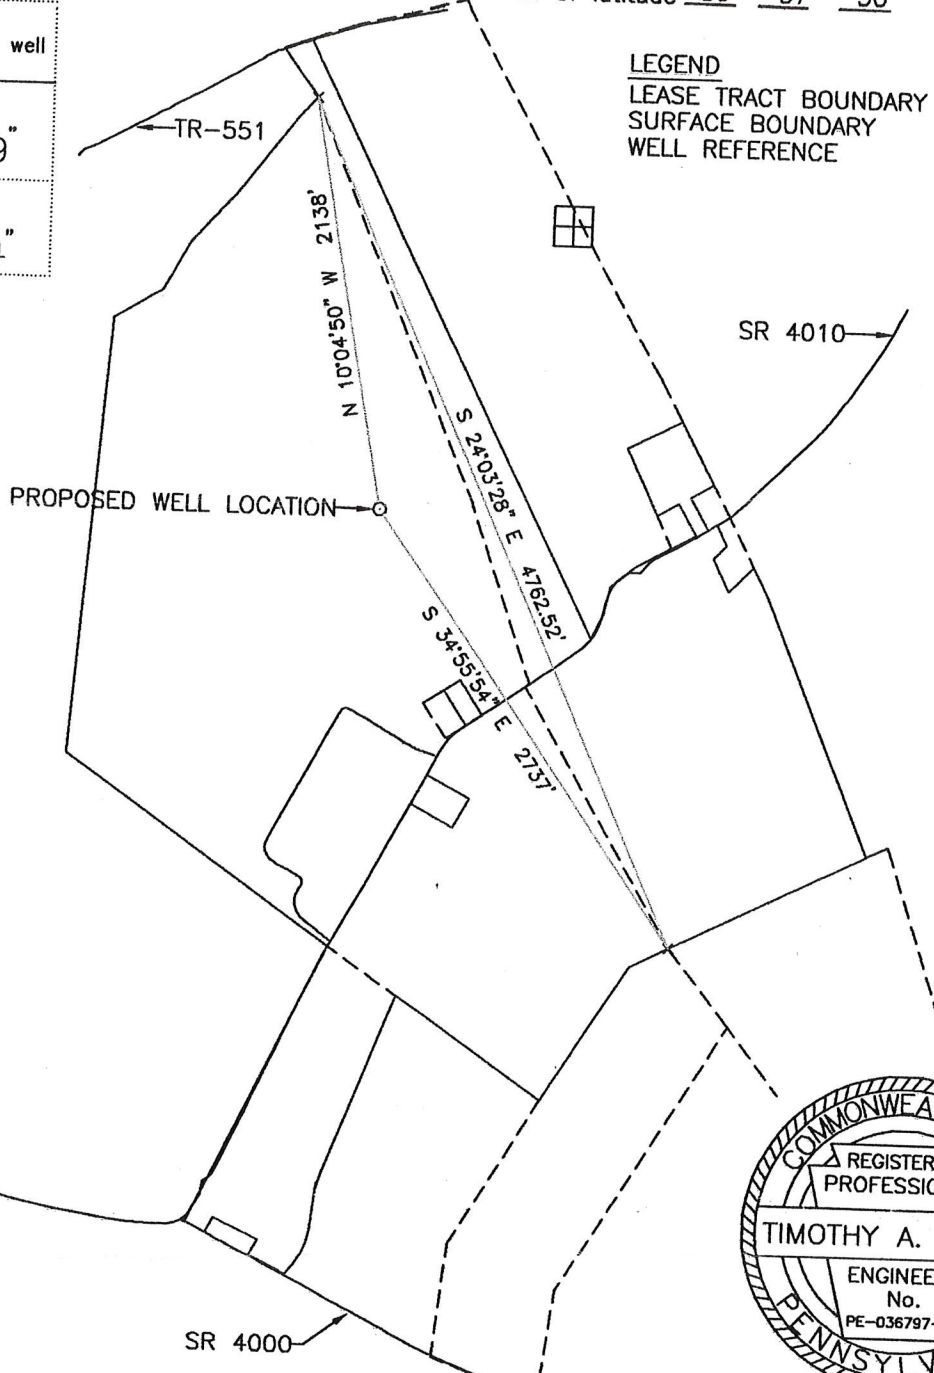 well
LEGEND
LEASE TRACT BOUNDARY
SURFACE BOUNDARY
WELL REFERENCE
TR-551
N 10°04'50" W 2138'
SR 4010
S 24°03'28" E 4762.52'
PROPOSED WELL LOCATION
S 34°55'54" E 2737'
SR 4000
REGISTER
PROFESSIO
TIMOTHY A.
ENGINEE
No.
PE-036797-
COMMONWEA
PENNSYLV